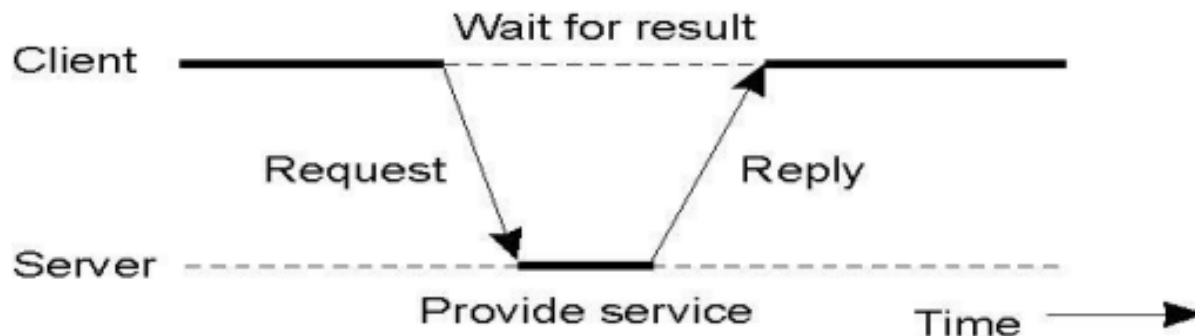 Wait for result
Client
Request
Reply
Server
Provide service
Time